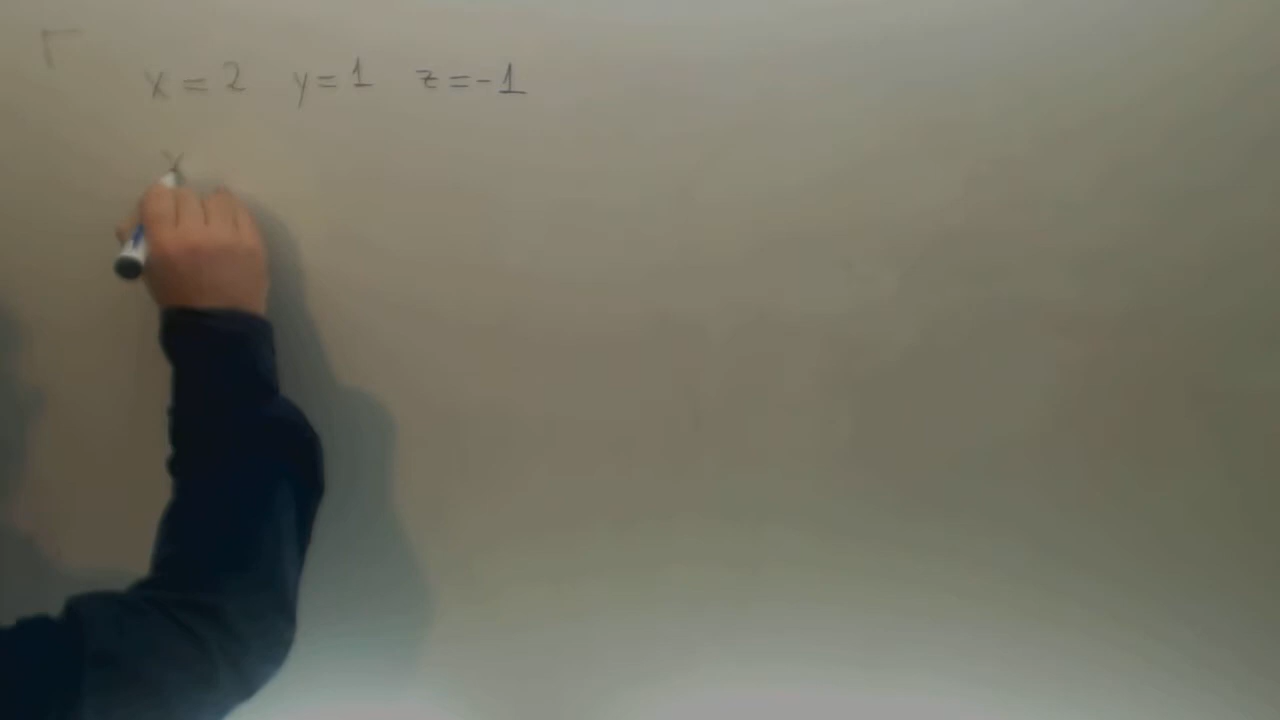 x = 2 y = 1 z = -1
x